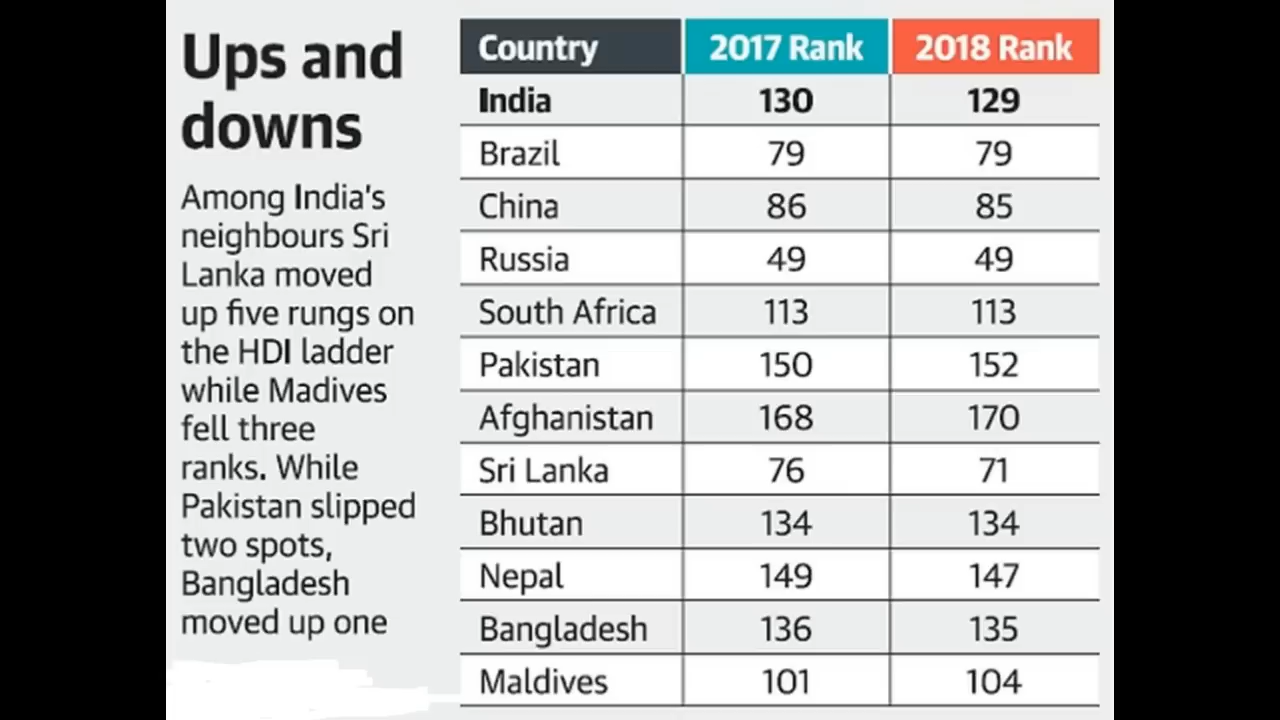 Ups and
downs
Among India's
neighbours Sri
Lanka moved
up five rungs on
the HDI ladder
while Madives
fell three
ranks. While
Pakistan slipped
two spots,
Bangladesh
moved up one
Country 2017 Rank 2018 Rank
India 130 129
Brazil 79 79
China 86 85
Russia 49 49
South Africa 113 113
Pakistan 150 152
Afghanistan 168 170
Sri Lanka 76 71
Bhutan 134 134
Nepal 149 147
Bangladesh 136 135
Maldives 101 104